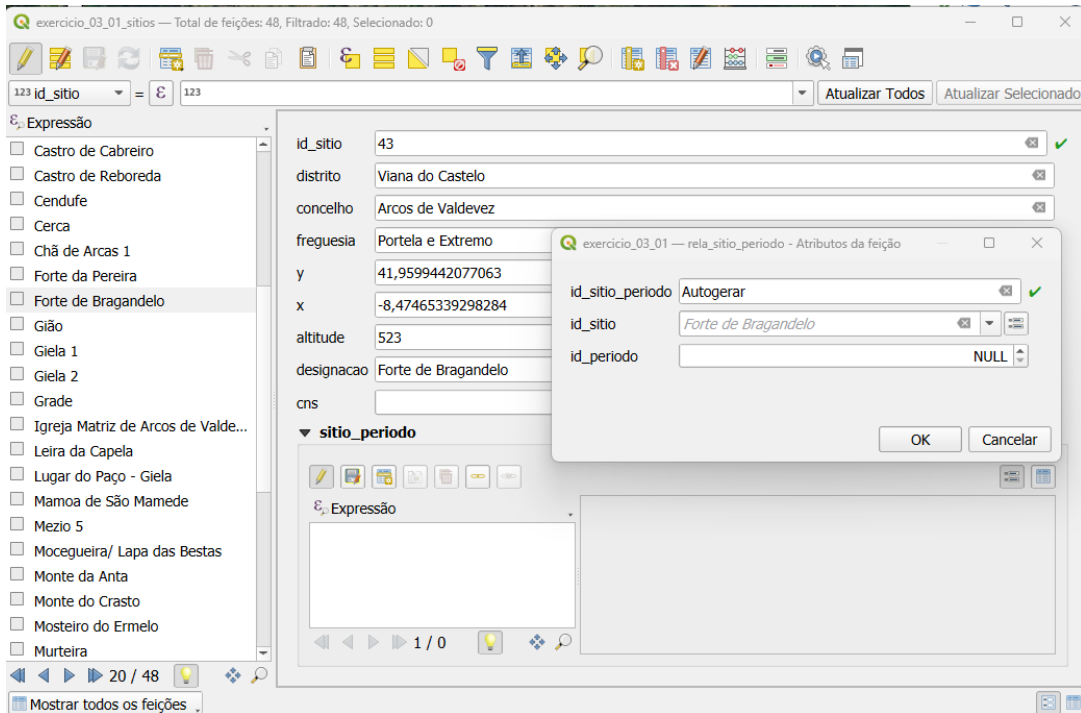 exercicio_03_01_sitios — Total de feições: 48, Filtrado: 48, Selecionado: 0
123 id_sitio = ε 123 Atualizar Todos Atualizar Selecionado
Expressão
Castro de Cabreiro
Castro de Reboreda
Cendufe
Cerca
Chã de Arcas 1
Forte da Pereira
Forte de Bragandelo
Gião
Giela 1
Giela 2
Grade
Igreja Matriz de Arcos de Valde...
Leira da Capela
Lugar do Paço - Giela
Mamoa de São Mamede
Mezio 5
Mocegueira/ Lapa das Bestas
Monte da Anta
Monte do Crasto
Mosteiro do Ermelo
Murteira
20 / 48
Mostrar todos os feições
id_sitio 43
distrito Viana do Castelo
concelho Arcos de Valdevez
freguesia Portela e Extremo
y 41,9599442077063
x -8,47465339298284
altitude 523
designacao Forte de Bragandelo
cns
sitio_periodo
Expressão
1 / 0
exercicio_03_01 — rela_sitio_periodo - Atributos da feição
id_sitio_periodo Autogerar
id_sitio Forte de Bragandelo
id_periodo NULL
OK Cancelar